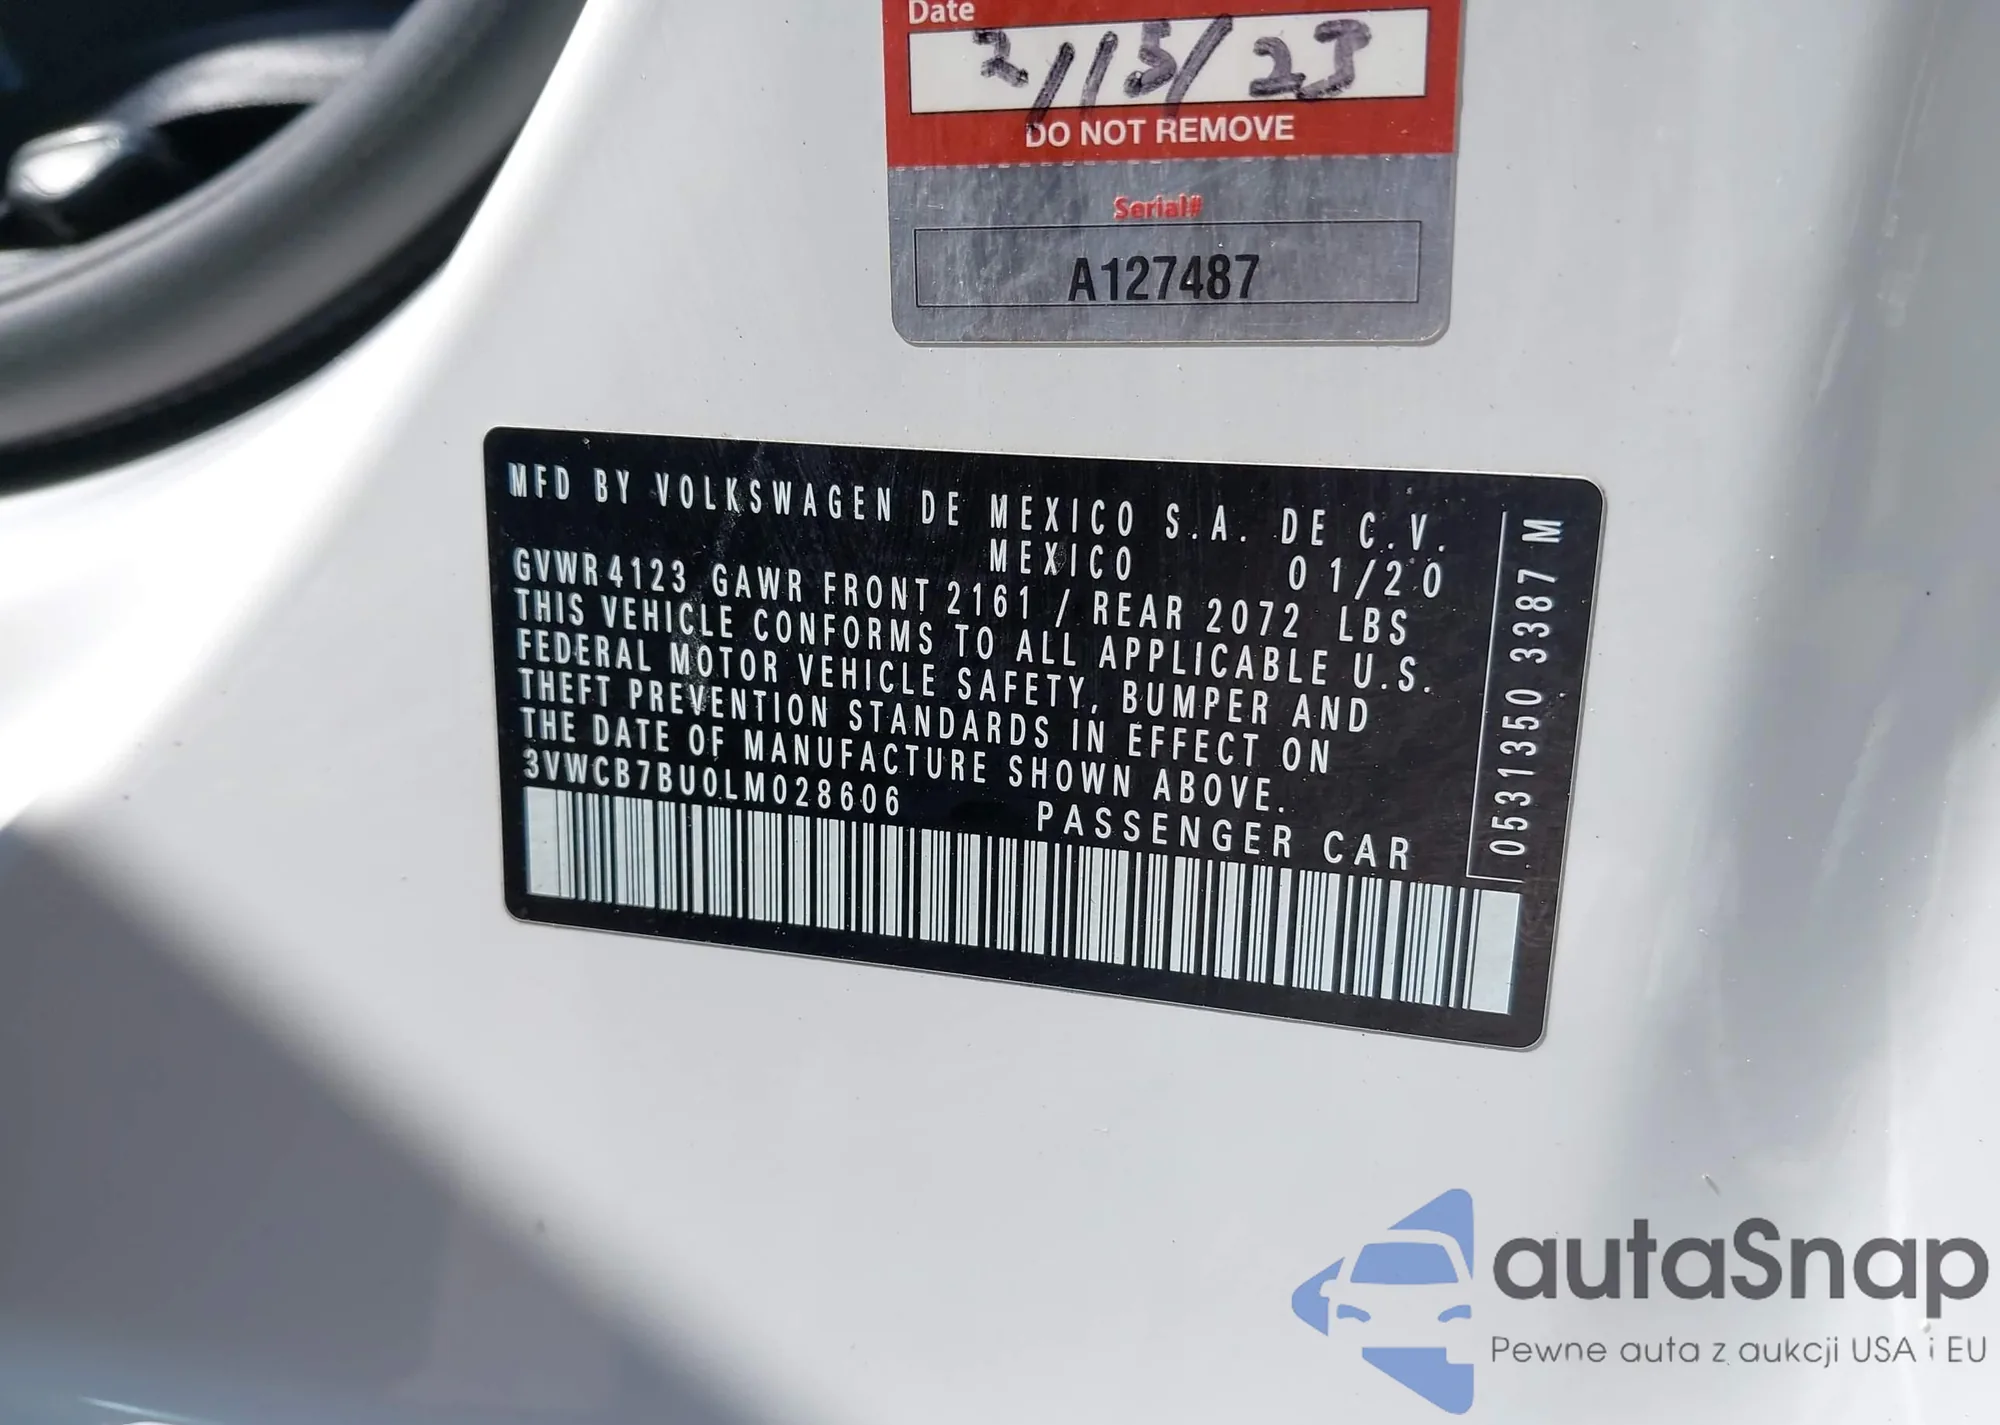 Date
2/15/23
DO NOT REMOVE
Serial#
A127487
MFD BY VOLKSWAGEN DE MEXICO S.A. DE C.V.
MEXICO 01/20
GVWR 4123 GAWR FRONT 2161 / REAR 2072 LBS
THIS VEHICLE CONFORMS TO ALL APPLICABLE U.S.
FEDERAL MOTOR VEHICLE SAFETY, BUMPER AND
THEFT PREVENTION STANDARDS IN EFFECT ON
THE DATE OF MANUFACTURE SHOWN ABOVE.
3VWCB7BU0LM028606 PASSENGER CAR
0531350 3387 M
autaSnap
Pewne auta z aukcji USA i EU